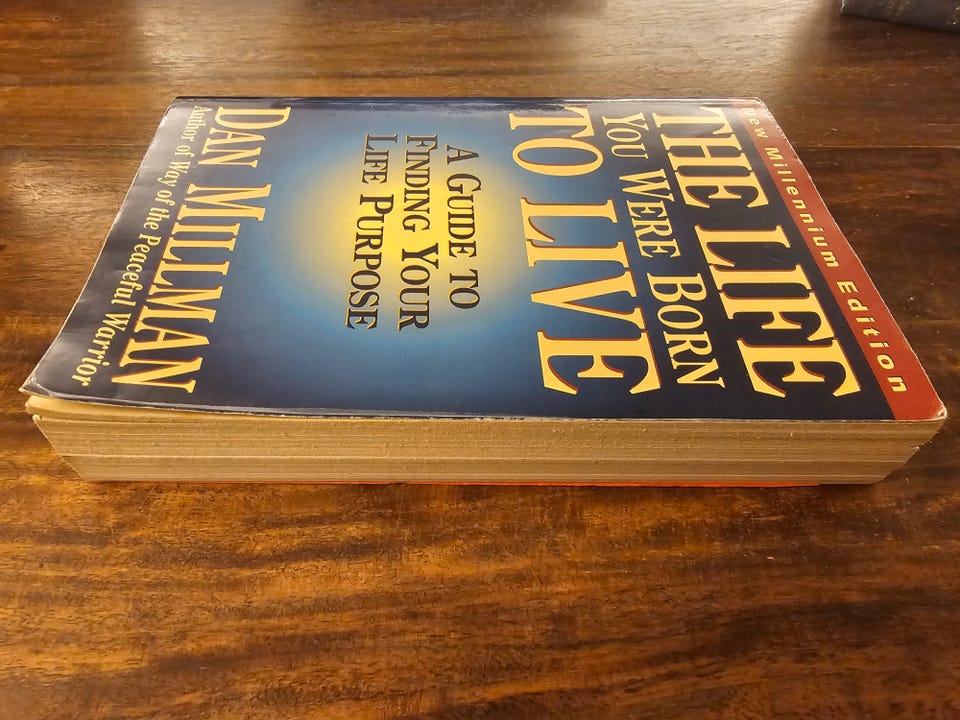 New Millennium Edition
THE LIFE
YOU WERE BORN
TO LIVE
A GUIDE TO
FINDING YOUR
LIFE PURPOSE
DAN MILLMAN
Author of Way of the Peaceful Warrior